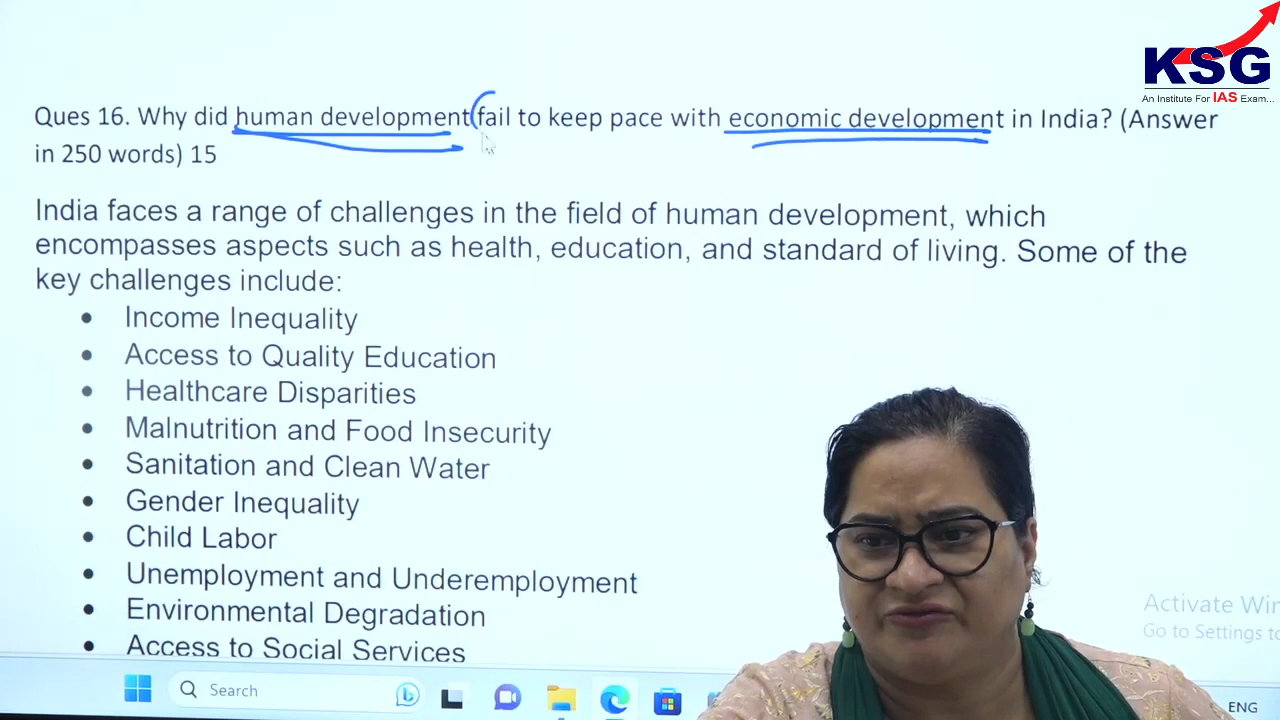 KSG
An Institute For IAS Exam...
Ques 16. Why did human development fail to keep pace with economic development in India? (Answer
in 250 words) 15
India faces a range of challenges in the field of human development, which
encompasses aspects such as health, education, and standard of living. Some of the
key challenges include:
• Income Inequality
• Access to Quality Education
• Healthcare Disparities
• Malnutrition and Food Insecurity
• Sanitation and Clean Water
• Gender Inequality
• Child Labor
• Unemployment and Underemployment
• Environmental Degradation
• Access to Social Services
Activate Win
Go to Settings to
Search
ENG